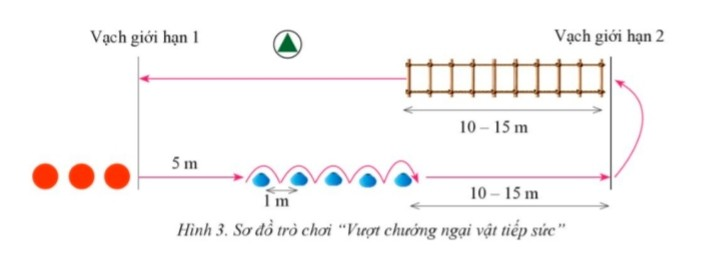 Vạch giới hạn 1
Vạch giới hạn 2
10 – 15 m
5 m
1 m
10 – 15 m
Hình 3. Sơ đồ trò chơi “Vượt chướng ngại vật tiếp sức”